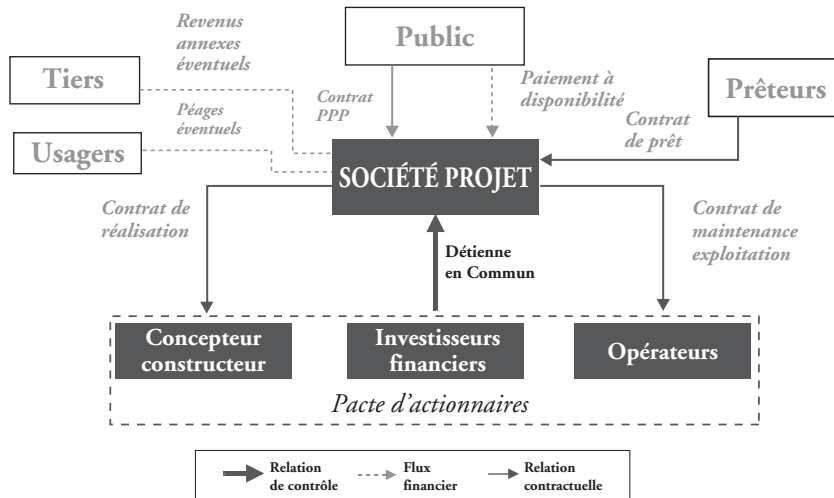 Revenus
annexes
éventuels
Public
Tiers
Paiement à
disponibilité
Prêteurs
Contrat
PPP
Péages
éventuels
Usagers
Contrat
de prêt
SOCIÉTÉ PROJET
Contrat de
réalisation
Contrat de
maintenance
exploitation
Détienne
en Commun
Concepteur
constructeur
Investisseurs
financiers
Opérateurs
Pacte d'actionnaires
Relation
de contrôle
Flux
financier
Relation
contractuelle